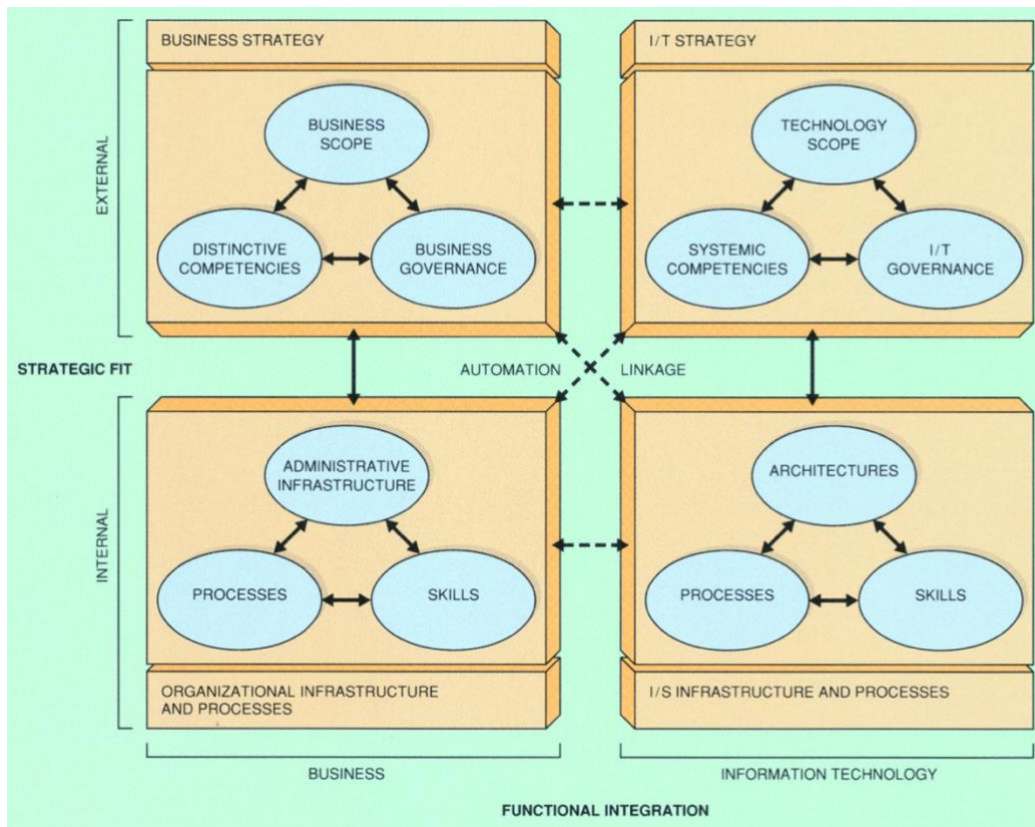 BUSINESS STRATEGY
I/T STRATEGY
EXTERNAL
BUSINESS
SCOPE
DISTINCTIVE
COMPETENCIES
BUSINESS
GOVERNANCE
TECHNOLOGY
SCOPE
SYSTEMIC
COMPETENCIES
I/T
GOVERNANCE
STRATEGIC FIT
AUTOMATION
LINKAGE
INTERNAL
ADMINISTRATIVE
INFRASTRUCTURE
PROCESSES
SKILLS
ARCHITECTURES
PROCESSES
SKILLS
ORGANIZATIONAL INFRASTRUCTURE
AND PROCESSES
I/S INFRASTRUCTURE AND PROCESSES
BUSINESS
INFORMATION TECHNOLOGY
FUNCTIONAL INTEGRATION